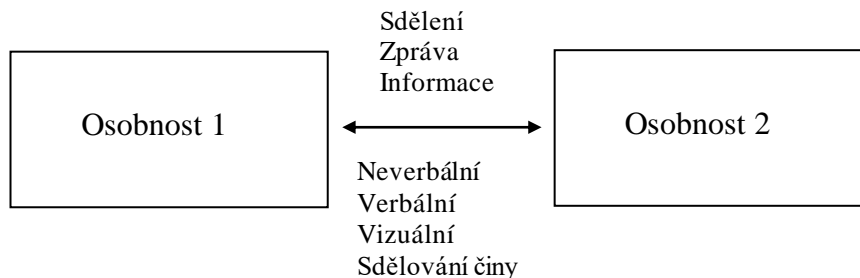 Sdělení
Zpráva
Informace
Osobnost 1
Osobnost 2
Neverbální
Verbální
Vizuální
Sdělování činy